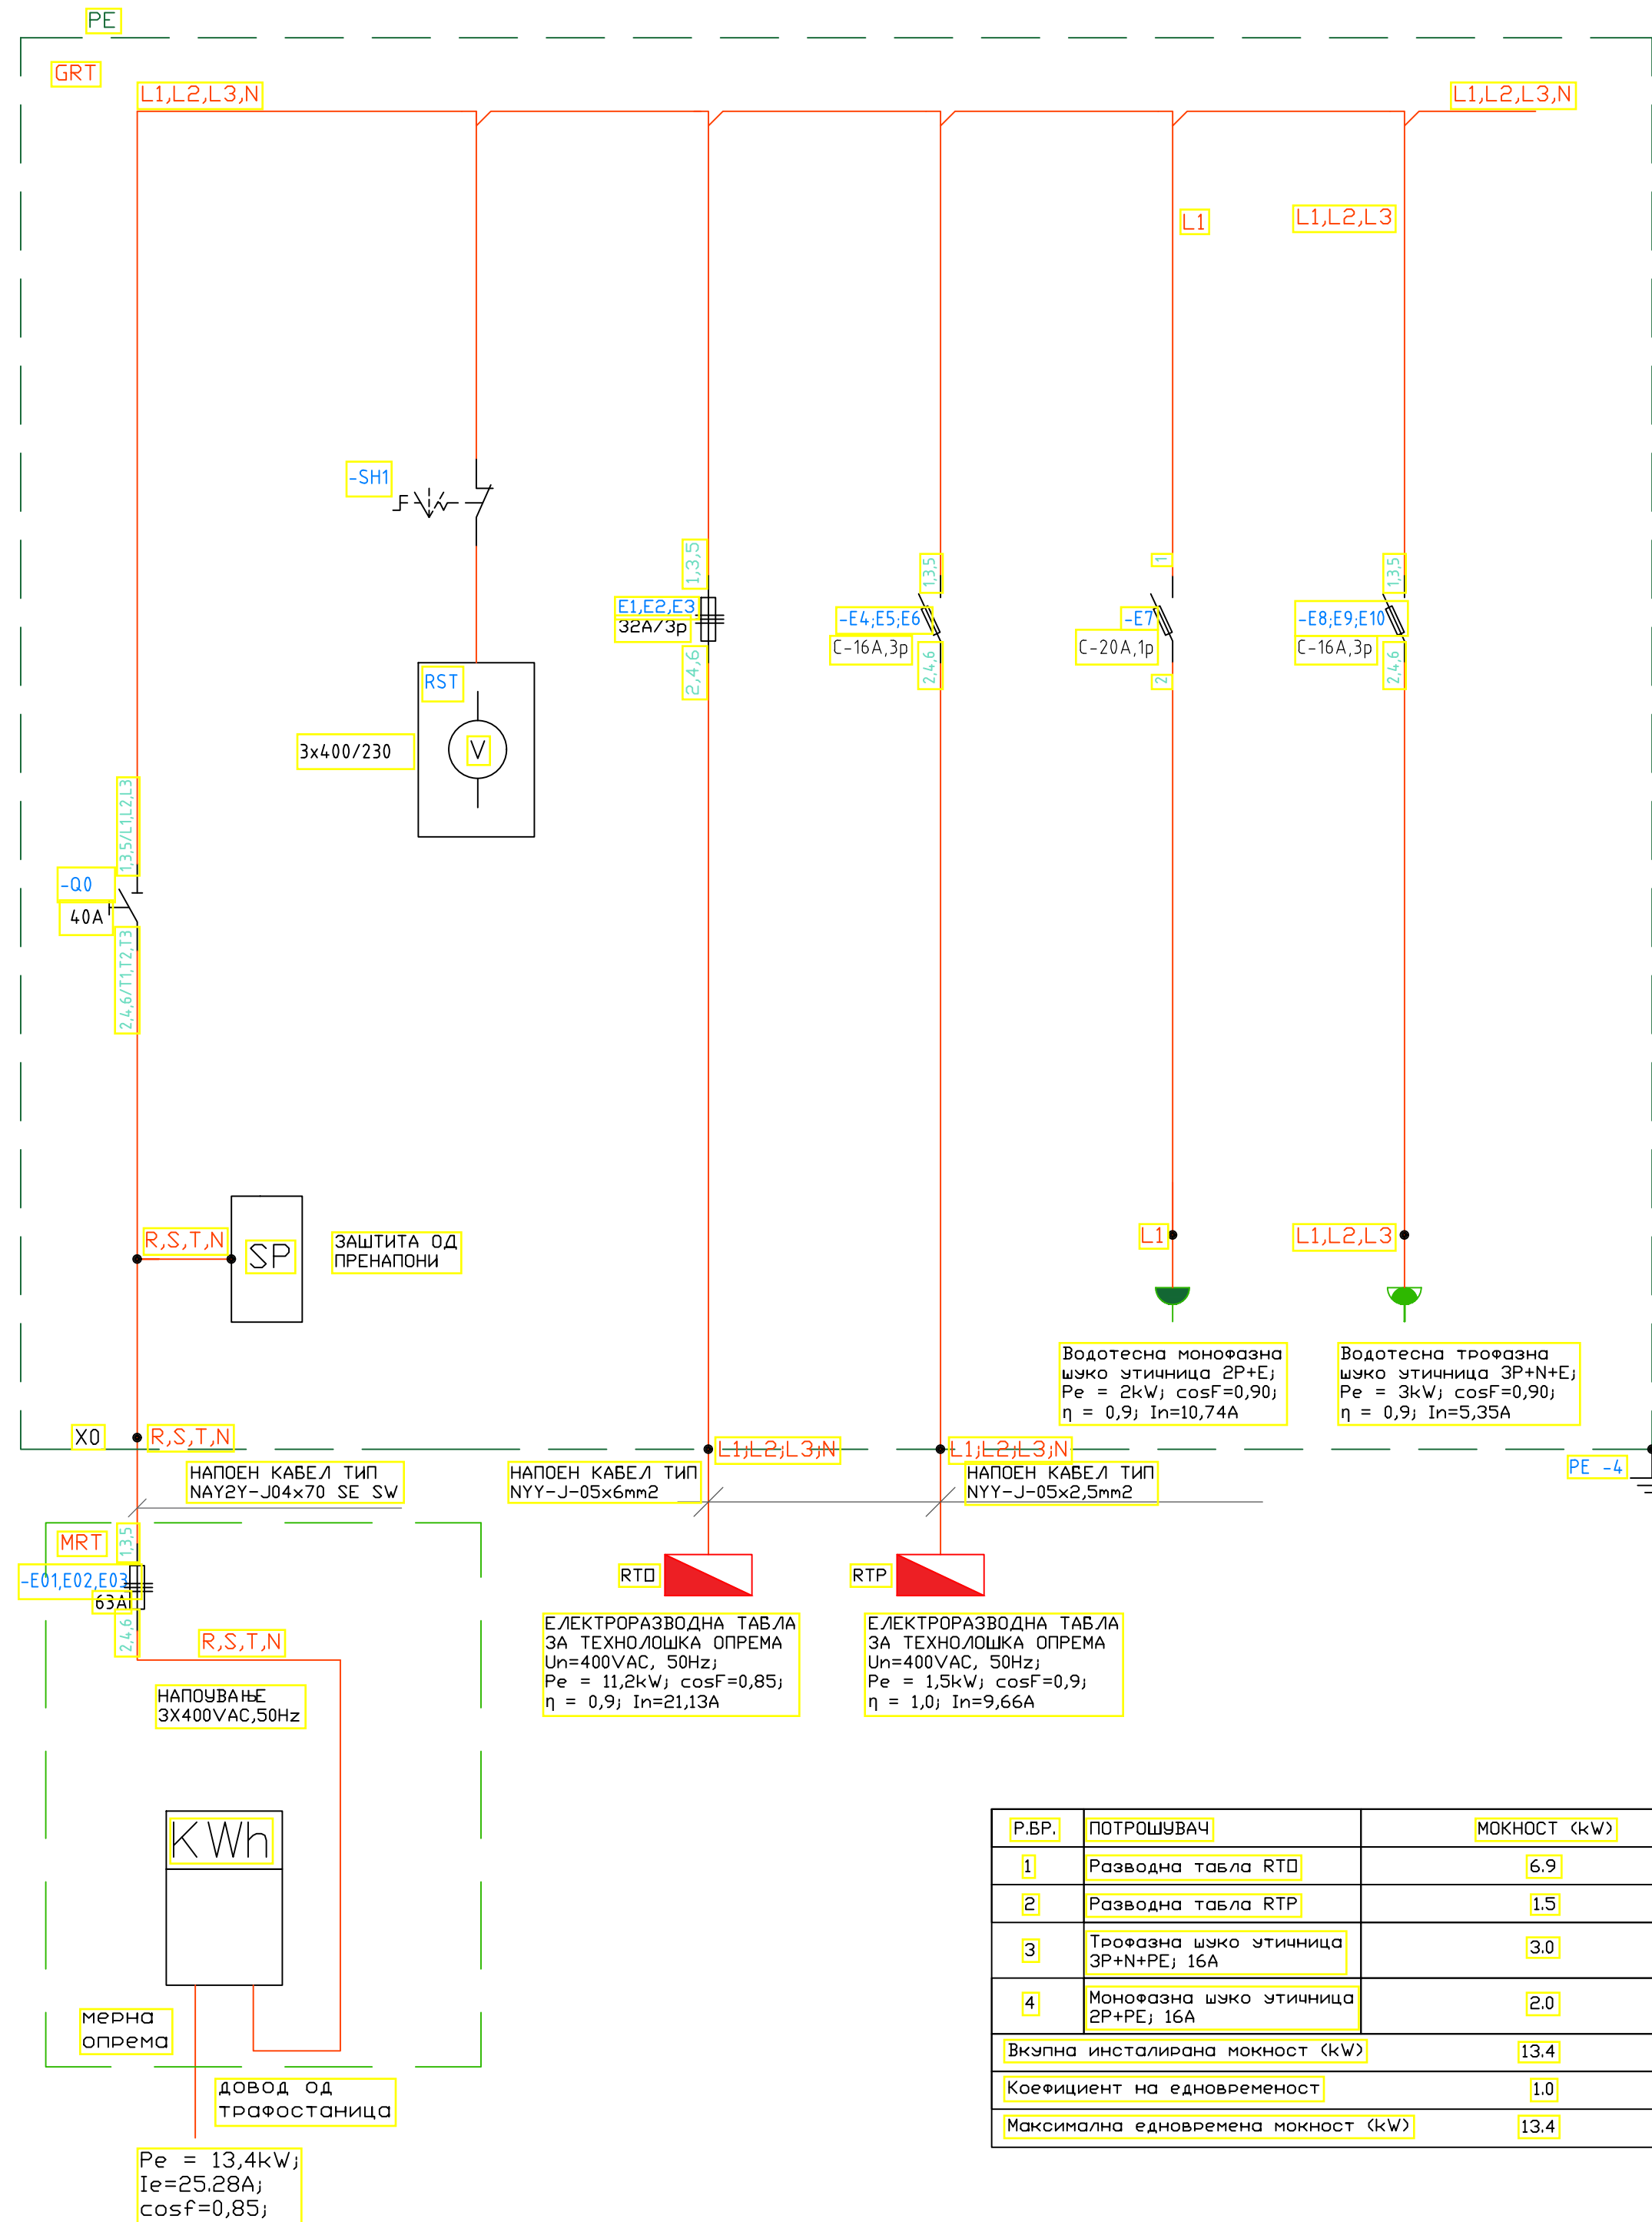 PE
GRT
L1,L2,L3,N
L1,L2,L3,N
L1
L1,L2,L3
-SH1
1,3,5
1,3,5
1
1,3,5
E1,E2,E3
32A/3p
-E4;E5;E6
C-16A,3p
-E7
C-20A,1p
-E8;E9;E10
C-16A,3p
2,4,6
2,4,6
2
2,4,6
RST
V
3x400/230
1,3,5/L1,L2,L3
-Q0
40A
2,4,6/T1,T2,T3
R,S,T,N
SP
ЗАШТИТА ОД
ПРЕНАПОНИ
L1
L1,L2,L3
Водотесна монофазна
шуко утичница 2P+E;
Pe = 2kW; cosF=0,90;
η = 0,9; In=10,74A
Водотесна трофазна
шуко утичница 3P+N+E;
Pe = 3kW; cosF=0,90;
η = 0,9; In=5,35A
X0
R,S,T,N
L1;L2;L3;N
L1;L2;L3;N
PE -4
НАПОЕН КАБЕЛ ТИП
NAY2Y-J04x70 SE SW
НАПОЕН КАБЕЛ ТИП
NYY-J-05x6mm2
НАПОЕН КАБЕЛ ТИП
NYY-J-05x2,5mm2
MRT
1,3,5
-E01,E02,E03
63A
2,4,6
RTO
RTP
R,S,T,N
ЕЛЕКТРОРАЗВОДНА ТАБЛА
ЗА ТЕХНОЛОШКА ОПРЕМА
Un=400VAC, 50Hz;
Pe = 11,2kW; cosF=0,85;
η = 0,9; In=21,13A
ЕЛЕКТРОРАЗВОДНА ТАБЛА
ЗА ТЕХНОЛОШКА ОПРЕМА
Un=400VAC, 50Hz;
Pe = 1,5kW; cosF=0,9;
η = 1,0; In=9,66A
НАПОУВАЊЕ
3X400VAC,50Hz
KWh
мерна
опрема
довод од
трафостаница
Pe = 13,4kW;
Ie=25.28A;
cosf=0,85;
Р.БР. ПОТРОШУВАЧ МОКНОСТ (kW)
1 Разводна табла RTO 6.9
2 Разводна табла RTP 1.5
3 Трофазна шуко утичница
3P+N+PE; 16A 3.0
4 Монофазна шуко утичница
2P+PE; 16A 2.0
Вкупна инсталирана мокност (kW) 13.4
Коефициент на едновременост 1.0
Максимална едновремена мокност (kW) 13.4